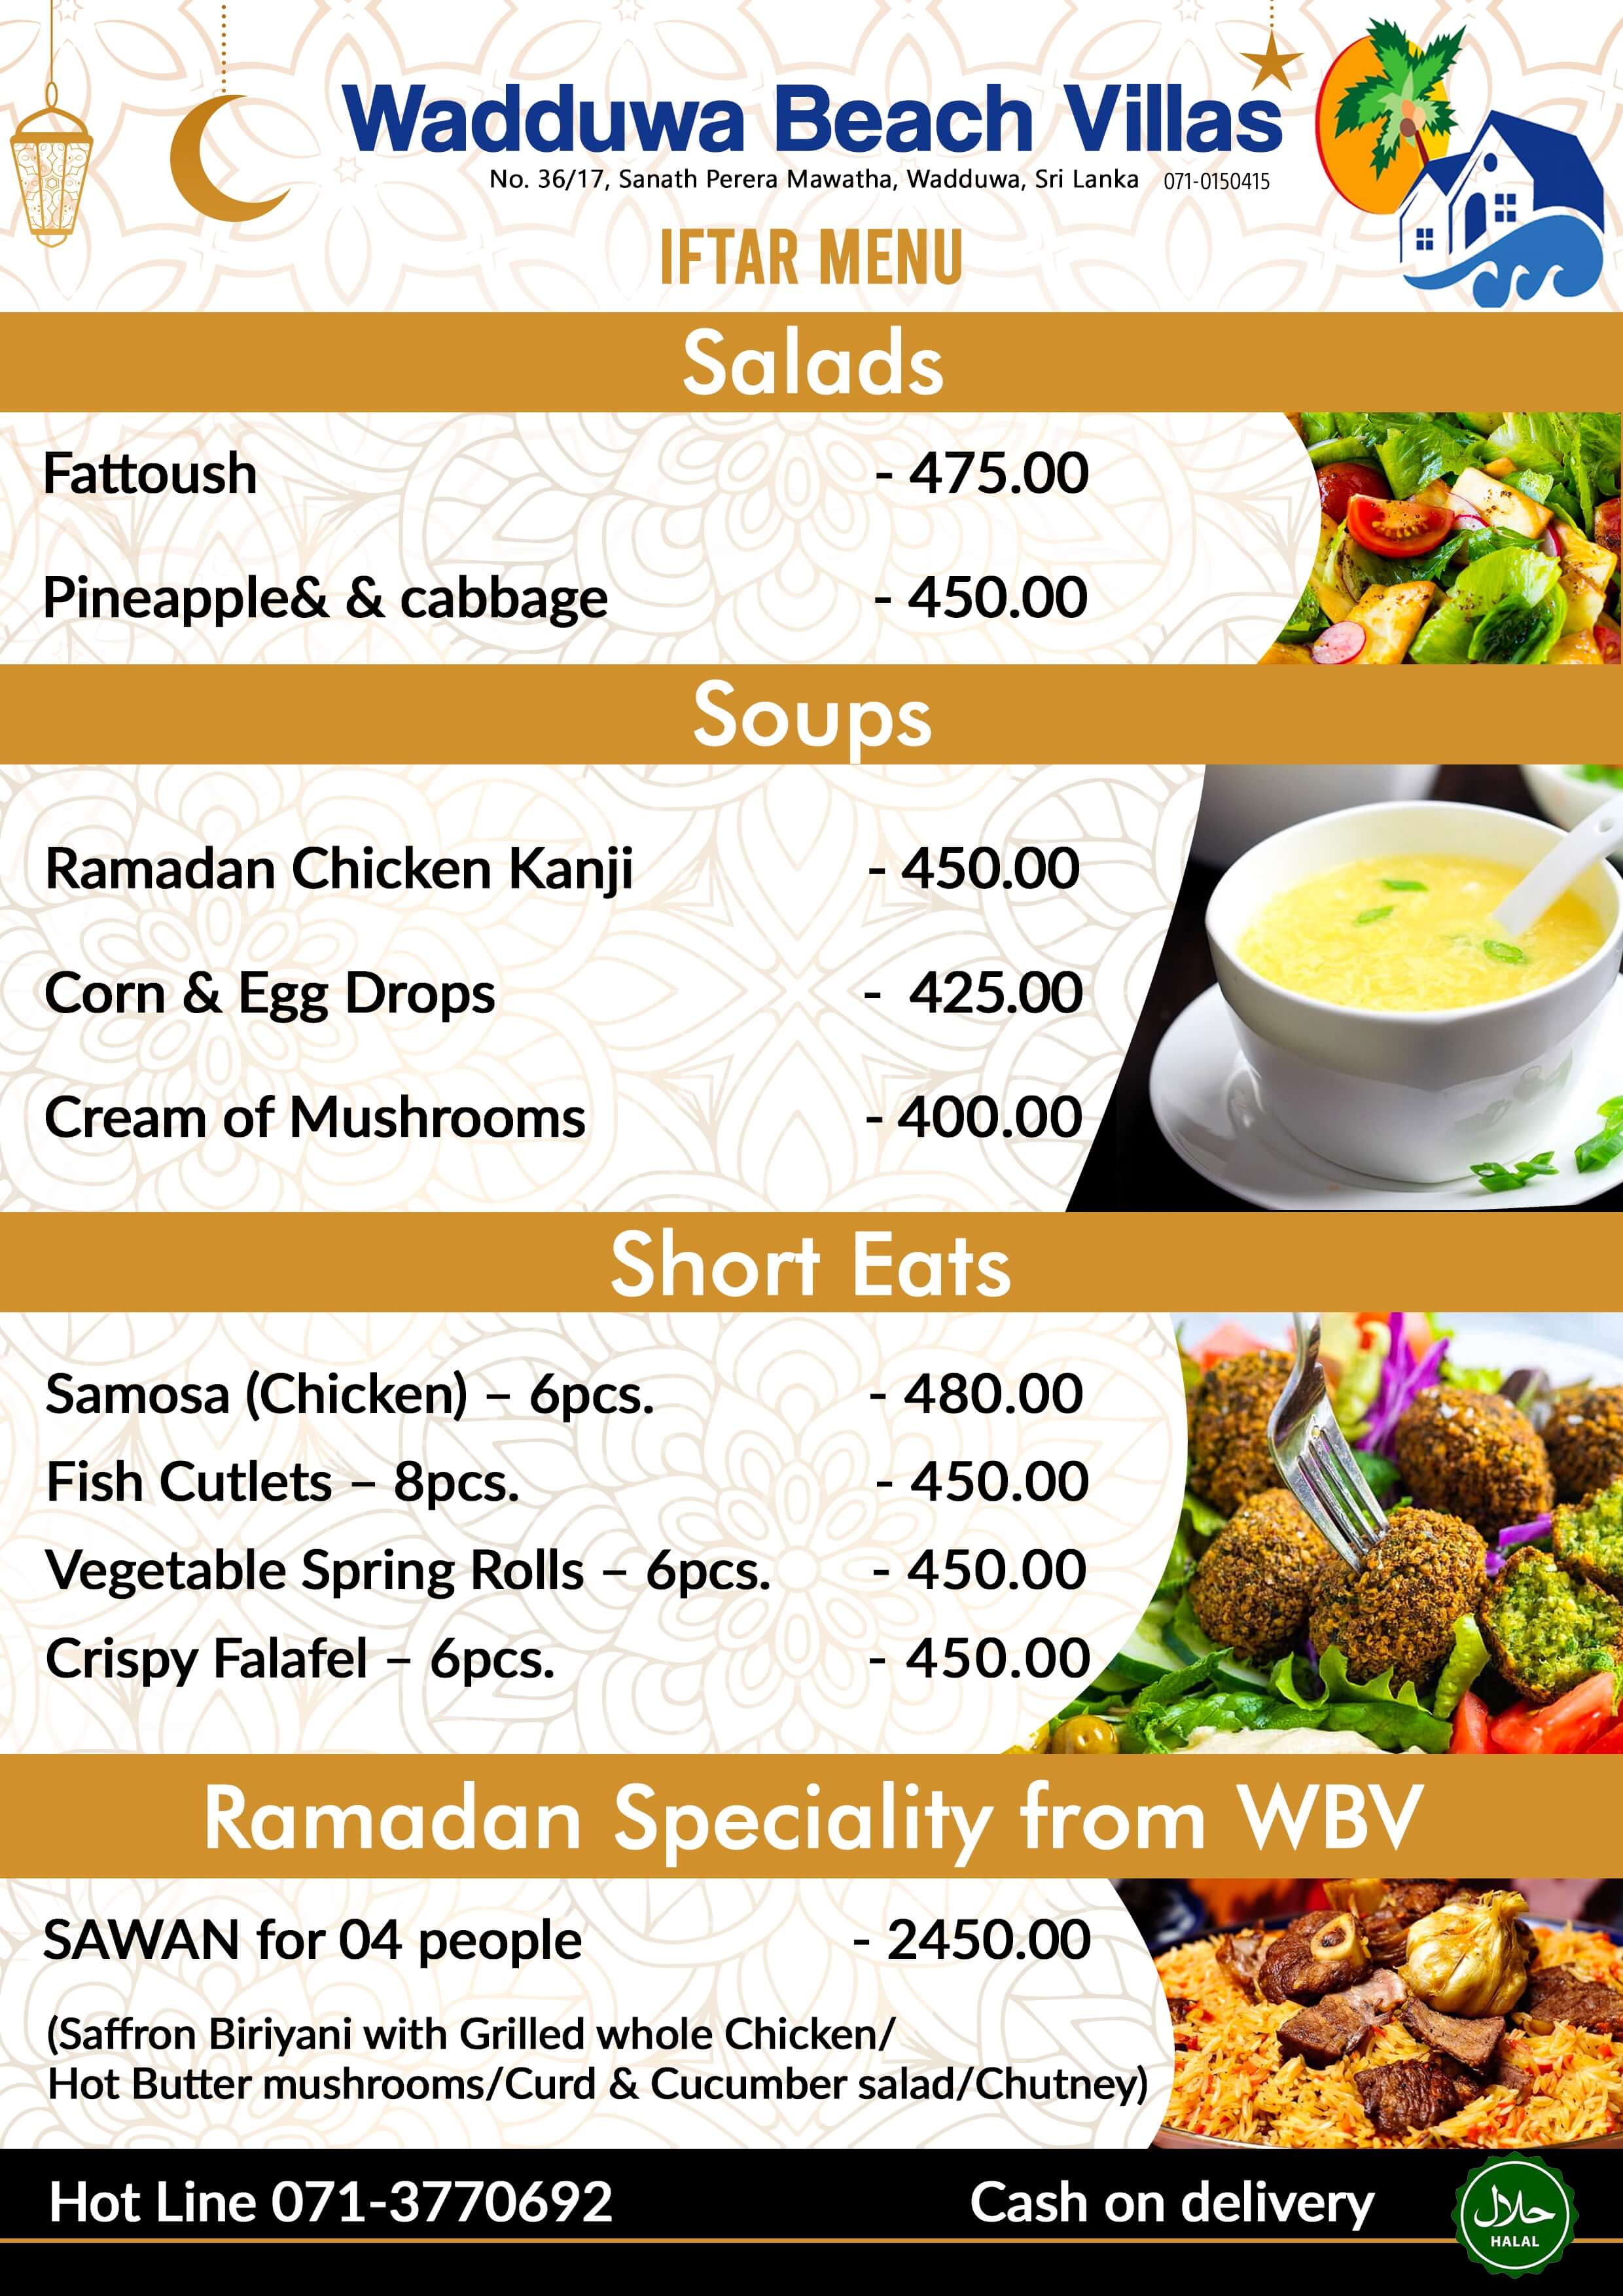 Wadduwa Beach Villas
No. 36/17, Sanath Perera Mawatha, Wadduwa, Sri Lanka 071-0150415
IFTAR MENU
Salads
Fattoush - 475.00
Pineapple& & cabbage - 450.00
Soups
Ramadan Chicken Kanji - 450.00
Corn & Egg Drops - 425.00
Cream of Mushrooms - 400.00
Short Eats
Samosa (Chicken) – 6pcs. - 480.00
Fish Cutlets – 8pcs. - 450.00
Vegetable Spring Rolls – 6pcs. - 450.00
Crispy Falafel – 6pcs. - 450.00
Ramadan Speciality from WBV
SAWAN for 04 people - 2450.00
(Saffron Biriyani with Grilled whole Chicken/
Hot Butter mushrooms/Curd & Cucumber salad/Chutney)
Hot Line 071-3770692 Cash on delivery
حلال
HALAL